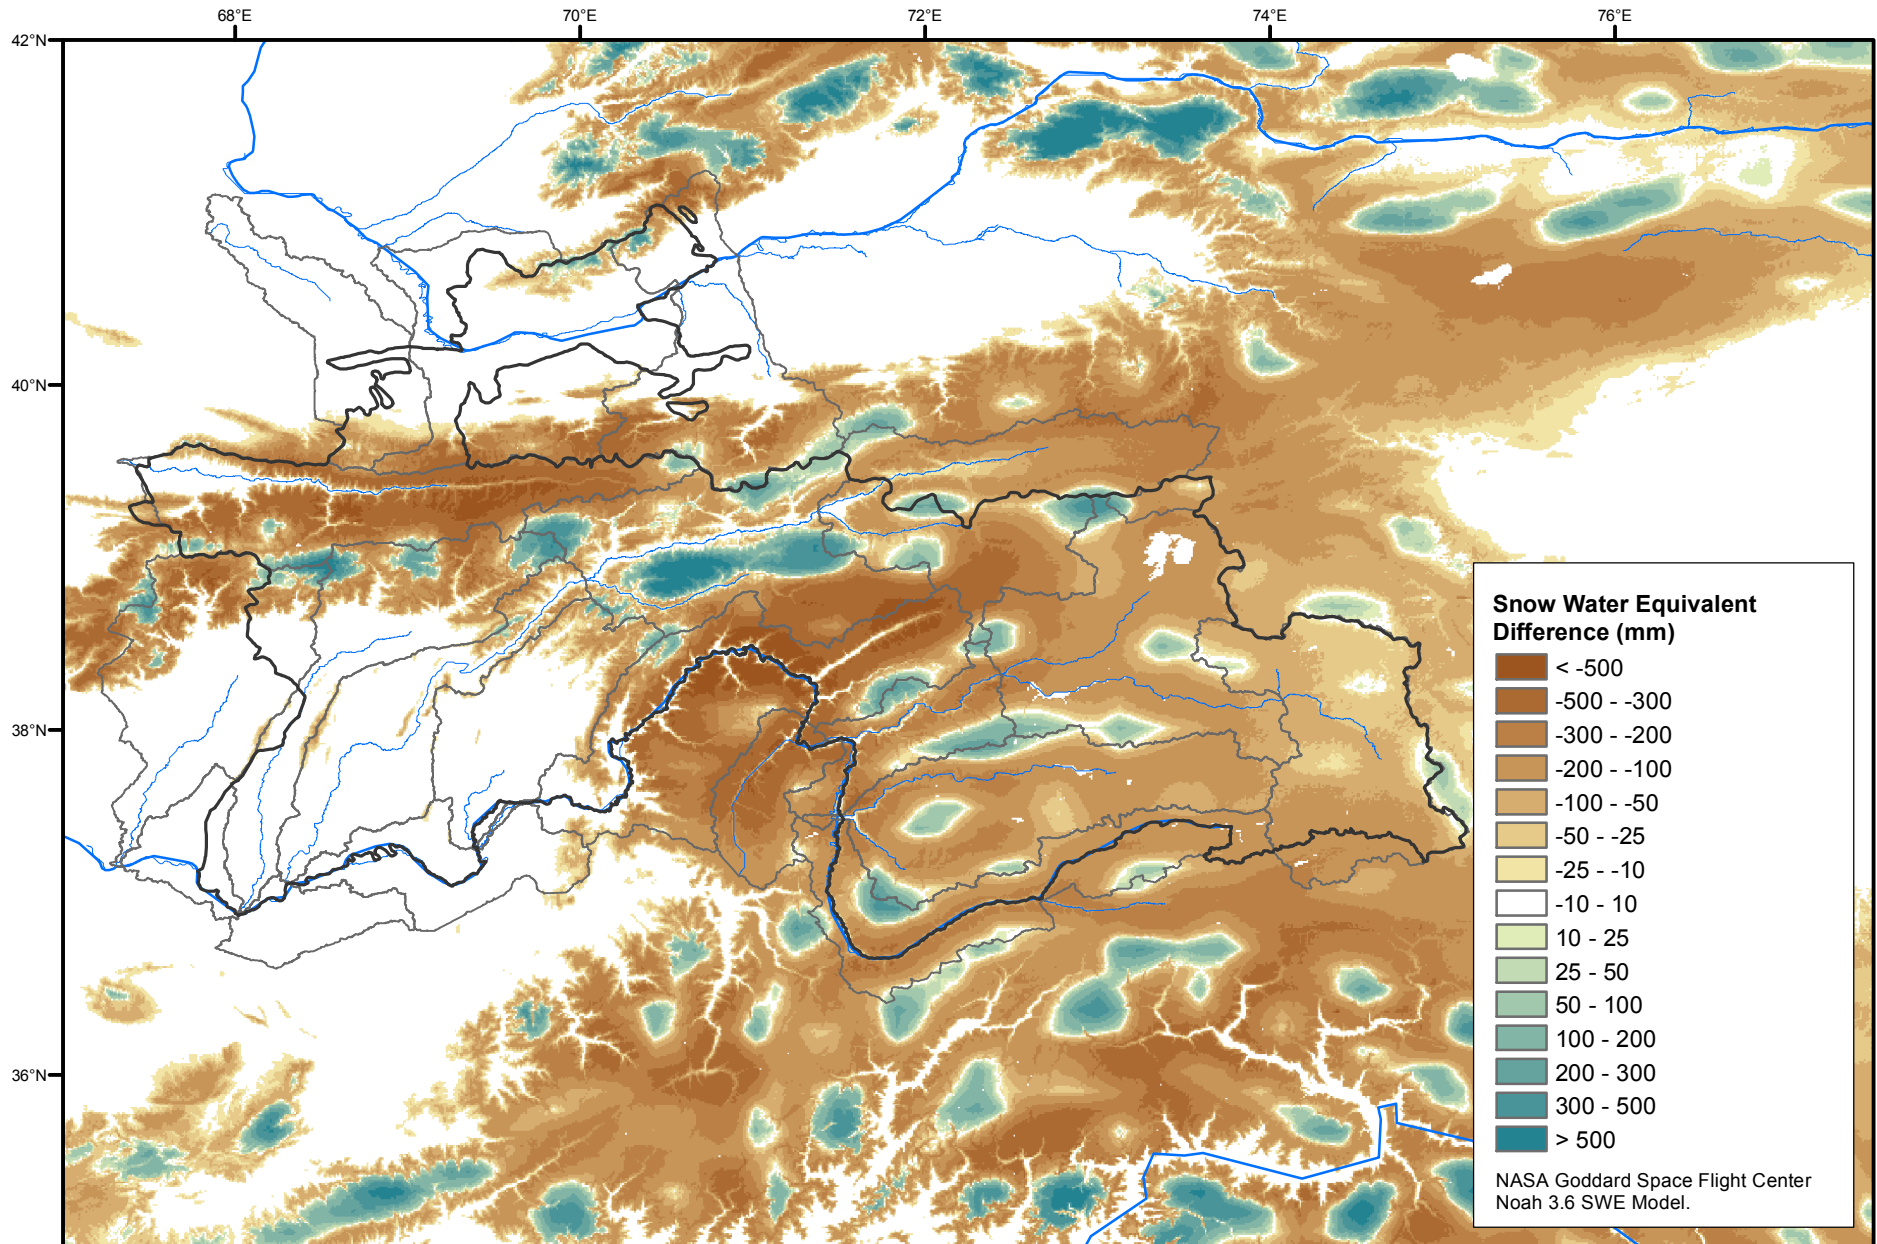 68°E 70°E 72°E 74°E 76°E
42°N
40°N
38°N
36°N
Snow Water Equivalent
Difference (mm)
< -500
-500 - -300
-300 - -200
-200 - -100
-100 - -50
-50 - -25
-25 - -10
-10 - 10
10 - 25
25 - 50
50 - 100
100 - 200
200 - 300
300 - 500
> 500
NASA Goddard Space Flight Center
Noah 3.6 SWE Model.